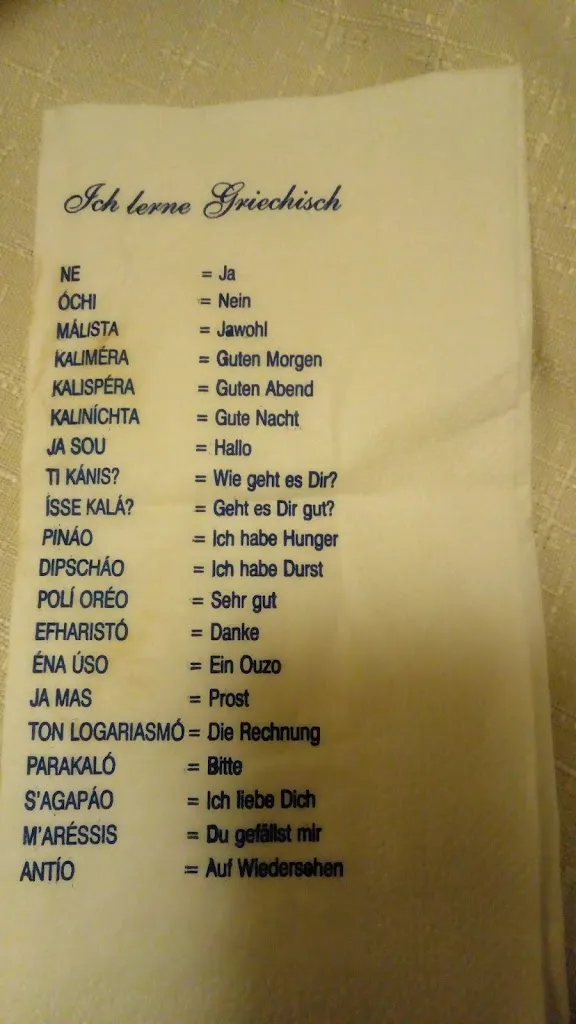 Ich lerne Griechisch
NE = Ja
ÓCHI = Nein
MÁLISTA = Jawohl
KALIMÉRA = Guten Morgen
KALISPÉRA = Guten Abend
KALINÍCHTA = Gute Nacht
JA SOU = Hallo
TI KÁNIS? = Wie geht es Dir?
ÍSSE KALÁ? = Geht es Dir gut?
PINÁO = Ich habe Hunger
DIPSCHÁO = Ich habe Durst
POLÍ ORÉO = Sehr gut
EFHARISTÓ = Danke
ÉNA ÚSO = Ein Ouzo
JA MAS = Prost
TON LOGARIASMÓ = Die Rechnung
PARAKALÓ = Bitte
S'AGAPÁO = Ich liebe Dich
M'ARÉSSIS = Du gefällst mir
ANTÍO = Auf Wiedersehen